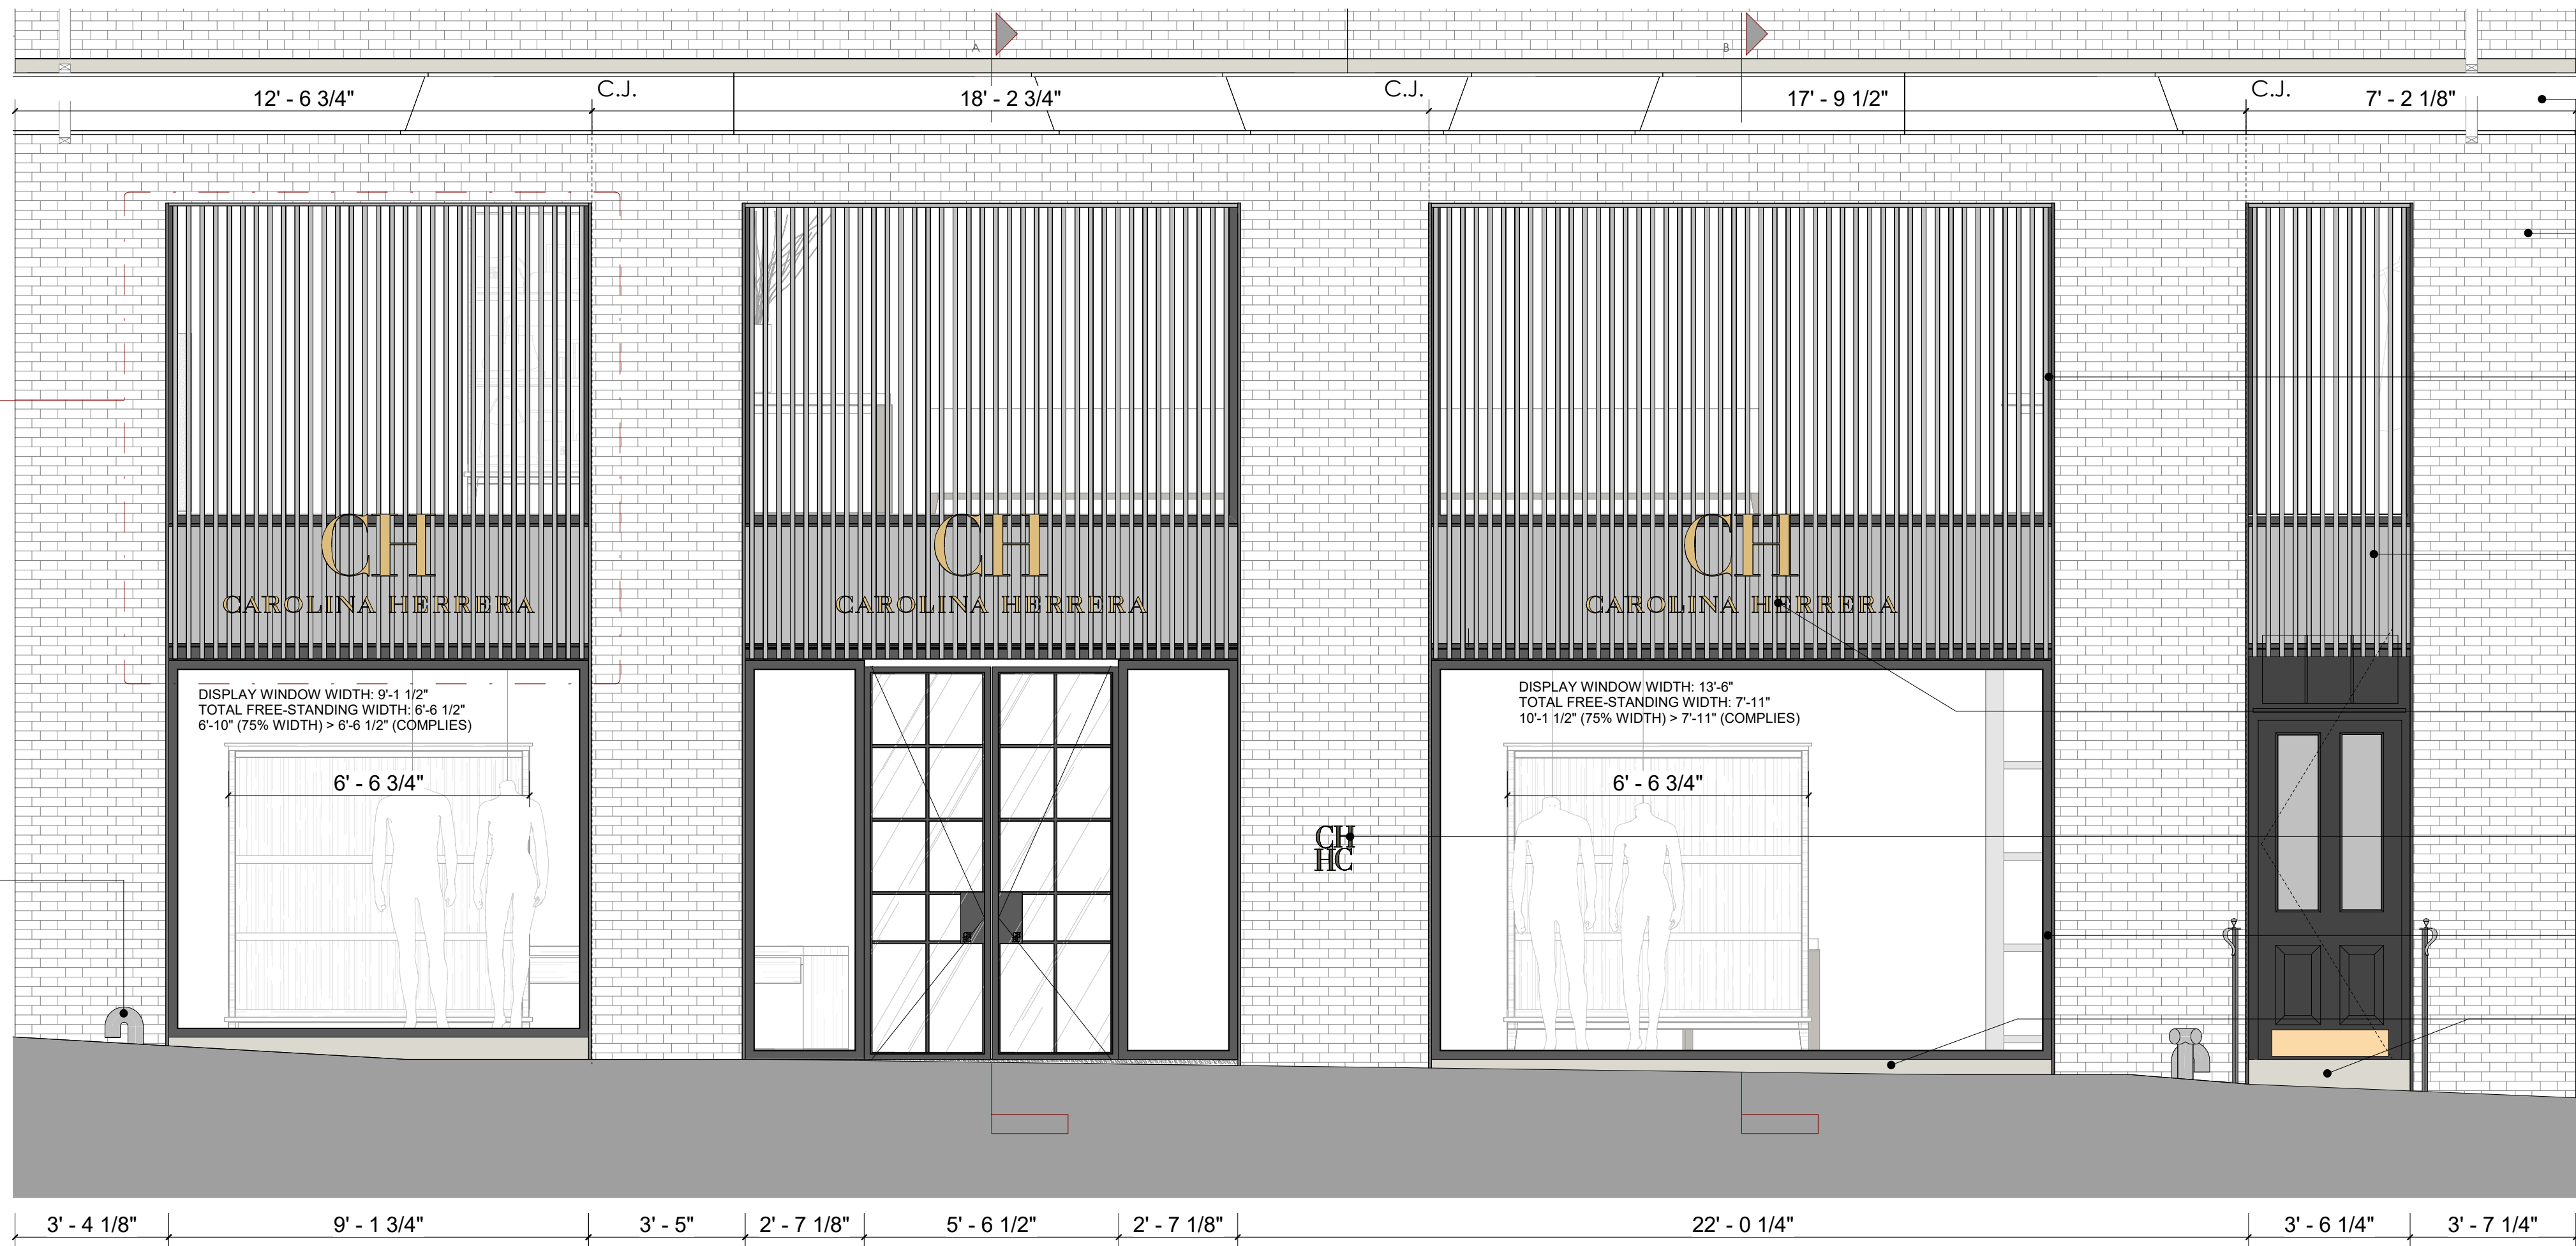 A
B
C.J.
C.J.
C.J.
12' - 6 3/4"
18' - 2 3/4"
17' - 9 1/2"
7' - 2 1/8"
CH
CAROLINA HERRERA
CH
CAROLINA HERRERA
CH
CAROLINA HERRERA
DISPLAY WINDOW WIDTH: 9'-1 1/2"
TOTAL FREE-STANDING WIDTH: 6'-6 1/2"
6'-10" (75% WIDTH) > 6'-6 1/2" (COMPLIES)
DISPLAY WINDOW WIDTH: 13'-6"
TOTAL FREE-STANDING WIDTH: 7'-11"
10'-1 1/2" (75% WIDTH) > 7'-11" (COMPLIES)
6' - 6 3/4"
6' - 6 3/4"
CH
HC
3' - 4 1/8"
9' - 1 3/4"
3' - 5"
2' - 7 1/8"
5' - 6 1/2"
2' - 7 1/8"
22' - 0 1/4"
3' - 6 1/4"
3' - 7 1/4"